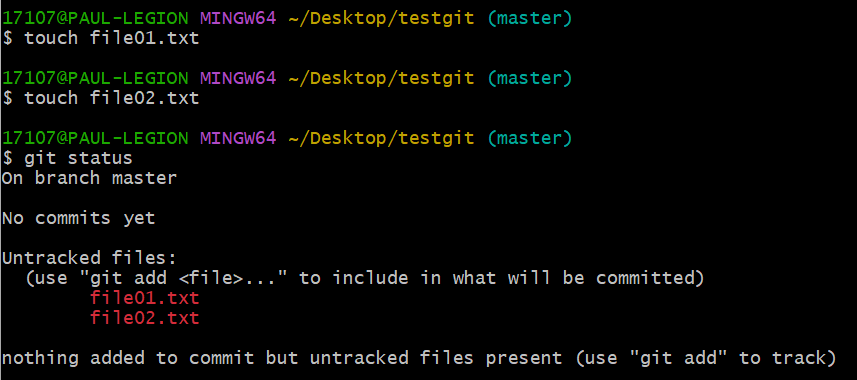 17107@PAUL-LEGION MINGW64 ~/Desktop/testgit (master)
$ touch file01.txt
17107@PAUL-LEGION MINGW64 ~/Desktop/testgit (master)
$ touch file02.txt
17107@PAUL-LEGION MINGW64 ~/Desktop/testgit (master)
$ git status
On branch master
No commits yet
Untracked files:
(use "git add <file>..." to include in what will be committed)
file01.txt
file02.txt
nothing added to commit but untracked files present (use "git add" to track)